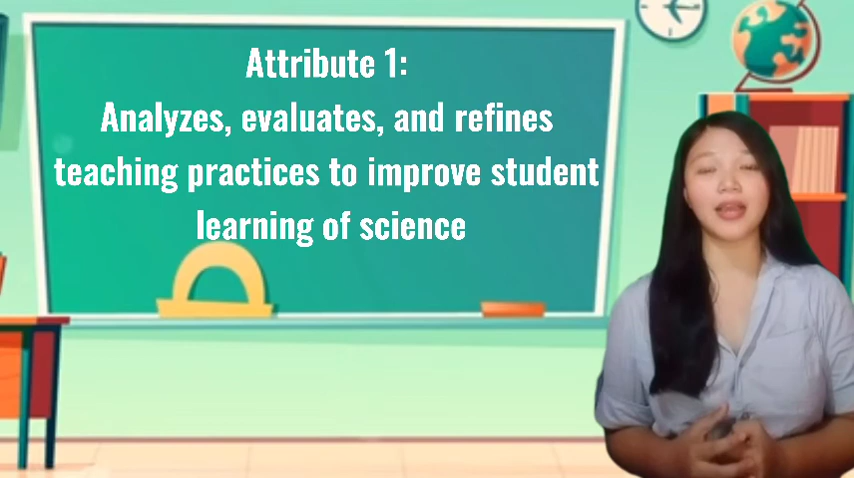 Attribute 1:
Analyzes, evaluates, and refines
teaching practices to improve student
learning of science